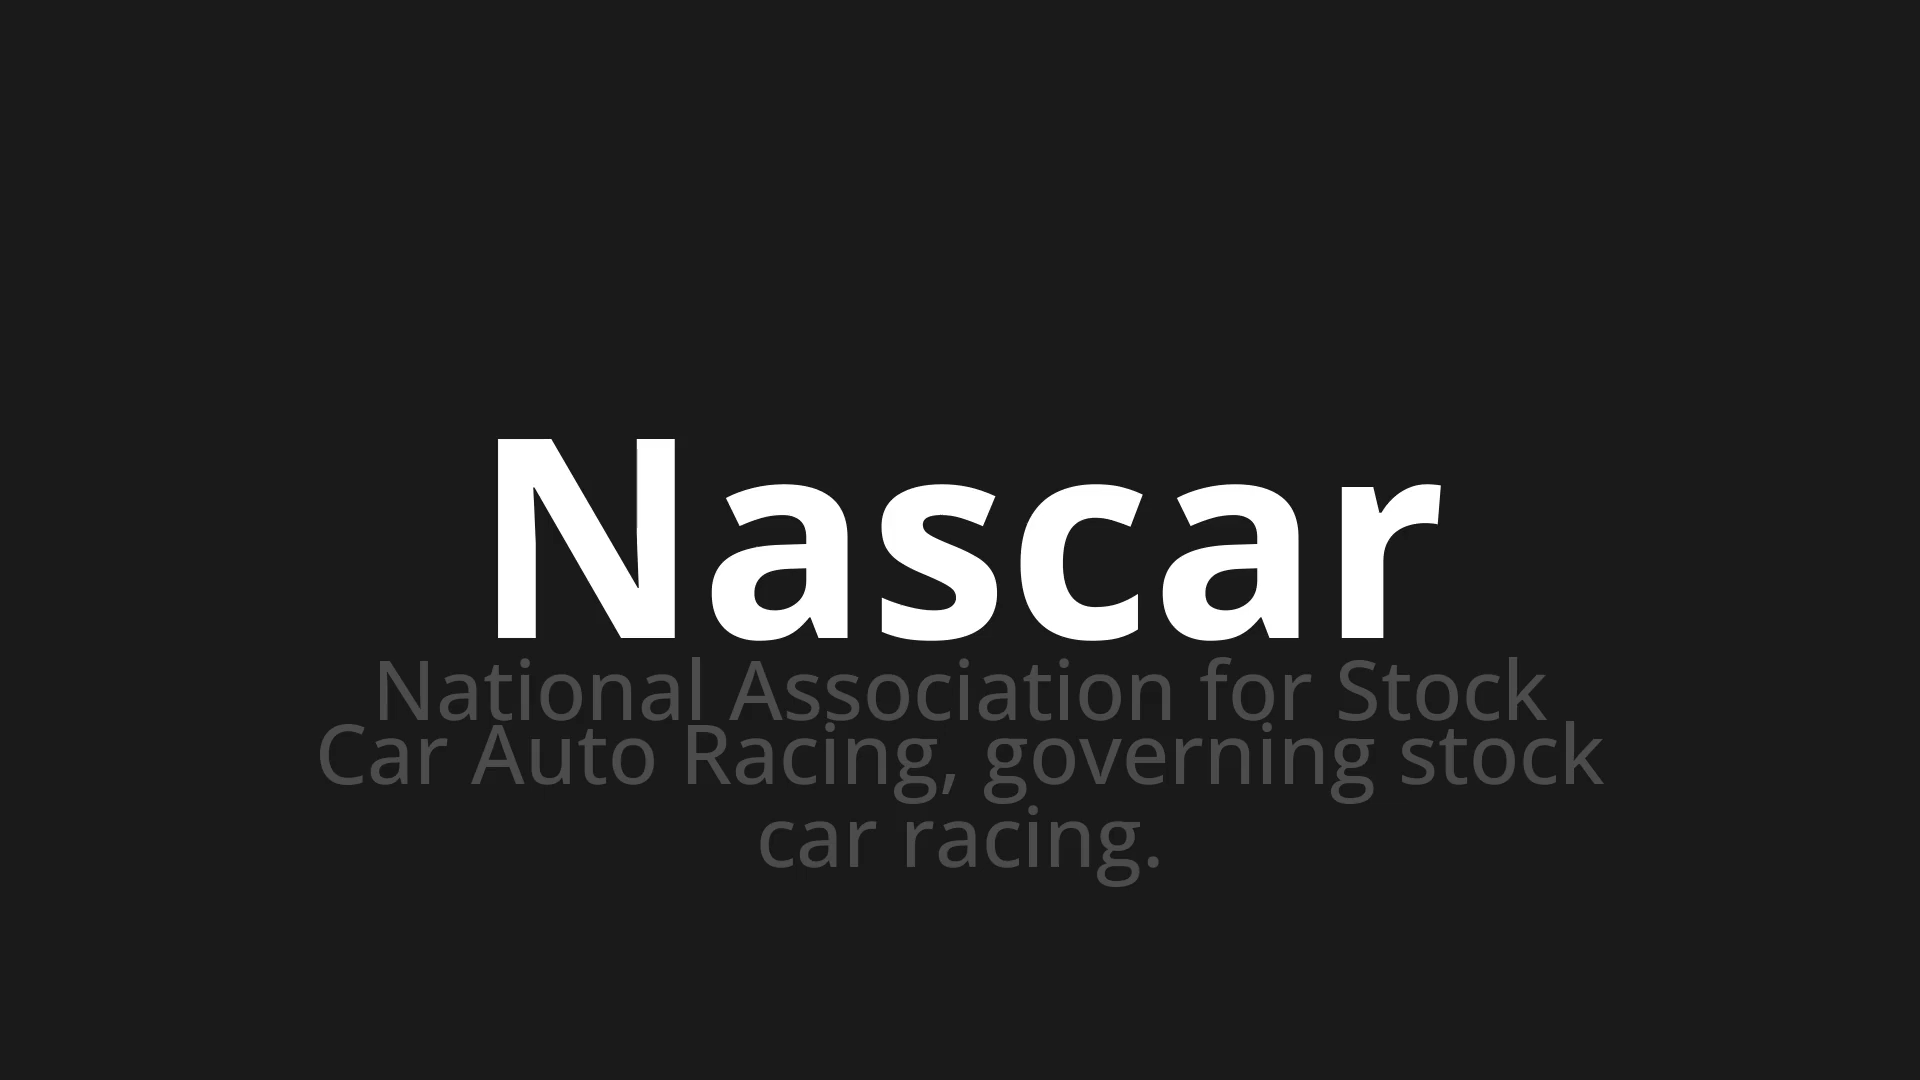 Nascar
National Association for Stock
Car Auto Racing, governing stock
car racing.